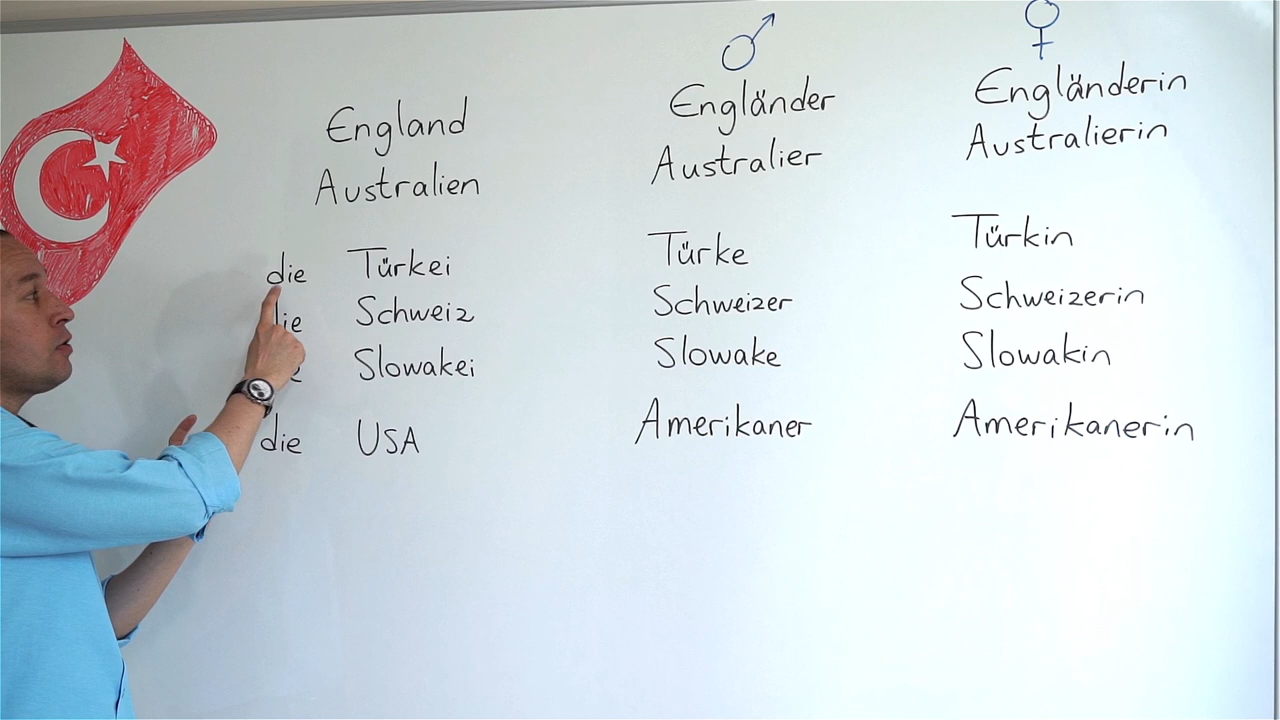 ♂ ♀
England Engländer Engländerin
Australien Australier Australierin
die Türkei Türke Türkin
die Schweiz Schweizer Schweizerin
Slowakei Slowake Slowakin
die USA Amerikaner Amerikanerin